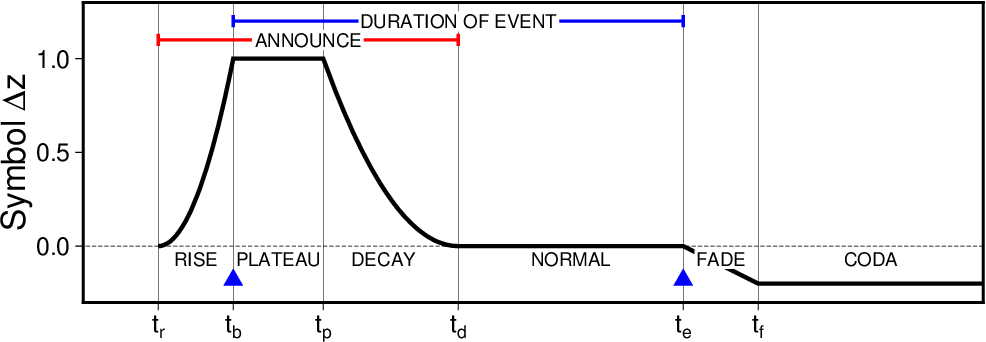 DURATION OF EVENT
ANNOUNCE
Symbol Δz
1.0
0.5
0.0
RISE PLATEAU DECAY NORMAL FADE CODA
t_r t_b t_p t_d t_e t_f